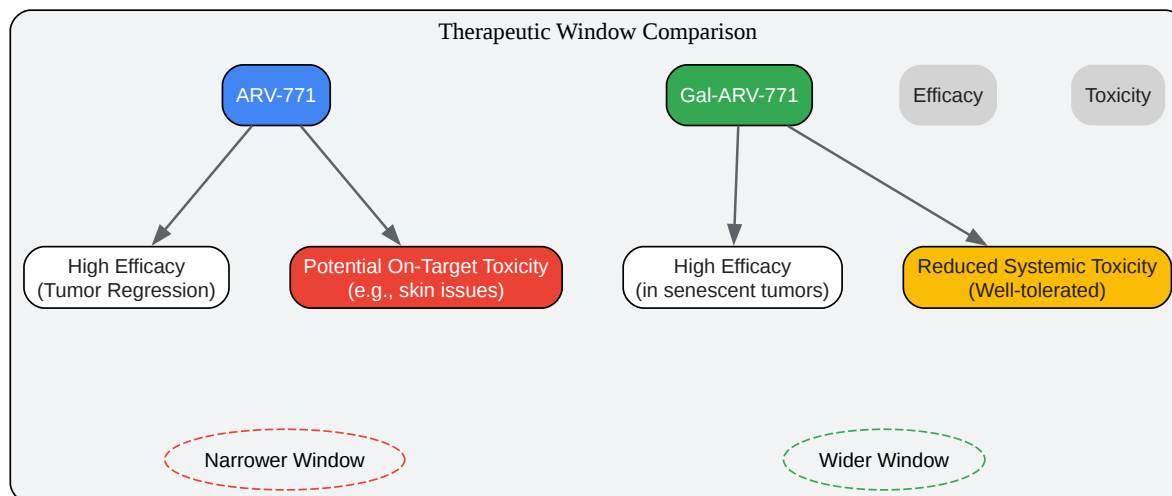 Therapeutic Window Comparison
ARV-771
Gal-ARV-771
Efficacy
Toxicity
High Efficacy
(Tumor Regression)
Potential On-Target Toxicity
(e.g., skin issues)
High Efficacy
(in senescent tumors)
Reduced Systemic Toxicity
(Well-tolerated)
Narrower Window
Wider Window